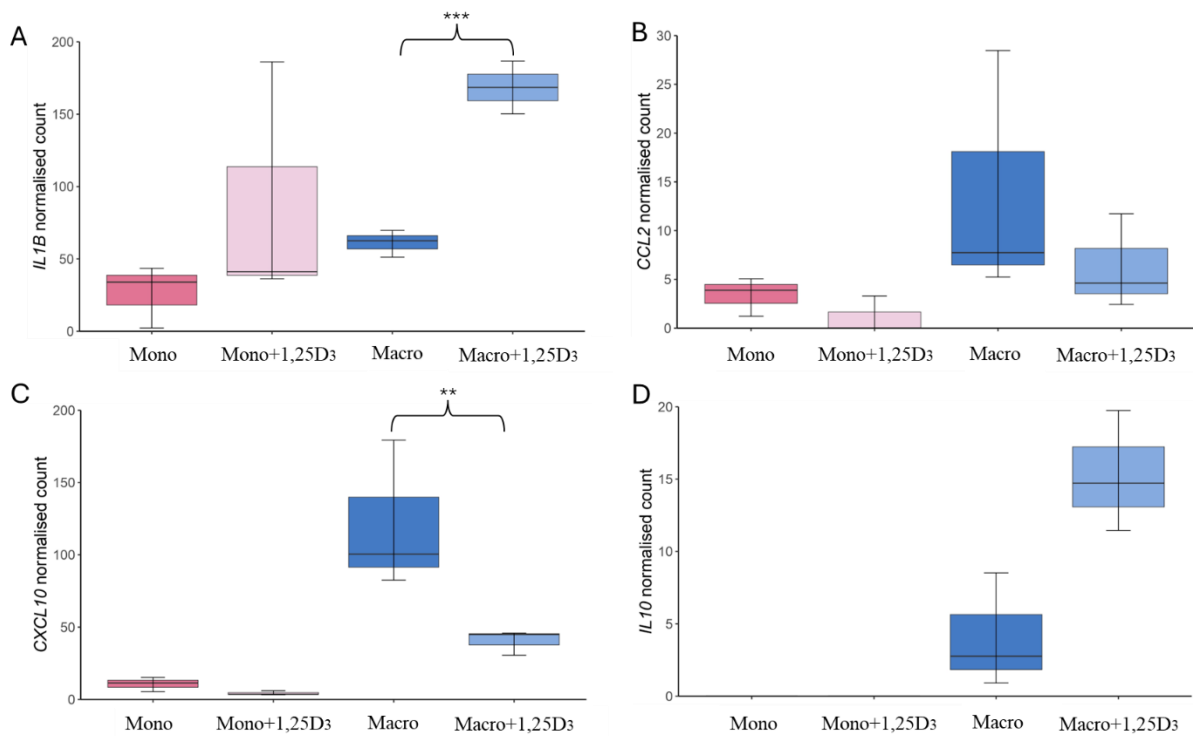 A
***
IL1B normalised count
200
150
100
50
0
Mono
Mono+1,25D₃
Macro
Macro+1,25D₃
B
CCL2 normalised count
30
25
20
15
10
5
0
Mono
Mono+1,25D₃
Macro
Macro+1,25D₃
C
**
CXCL10 normalised count
200
150
100
50
0
Mono
Mono+1,25D₃
Macro
Macro+1,25D₃
D
IL10 normalised count
20
15
10
5
0
Mono
Mono+1,25D₃
Macro
Macro+1,25D₃